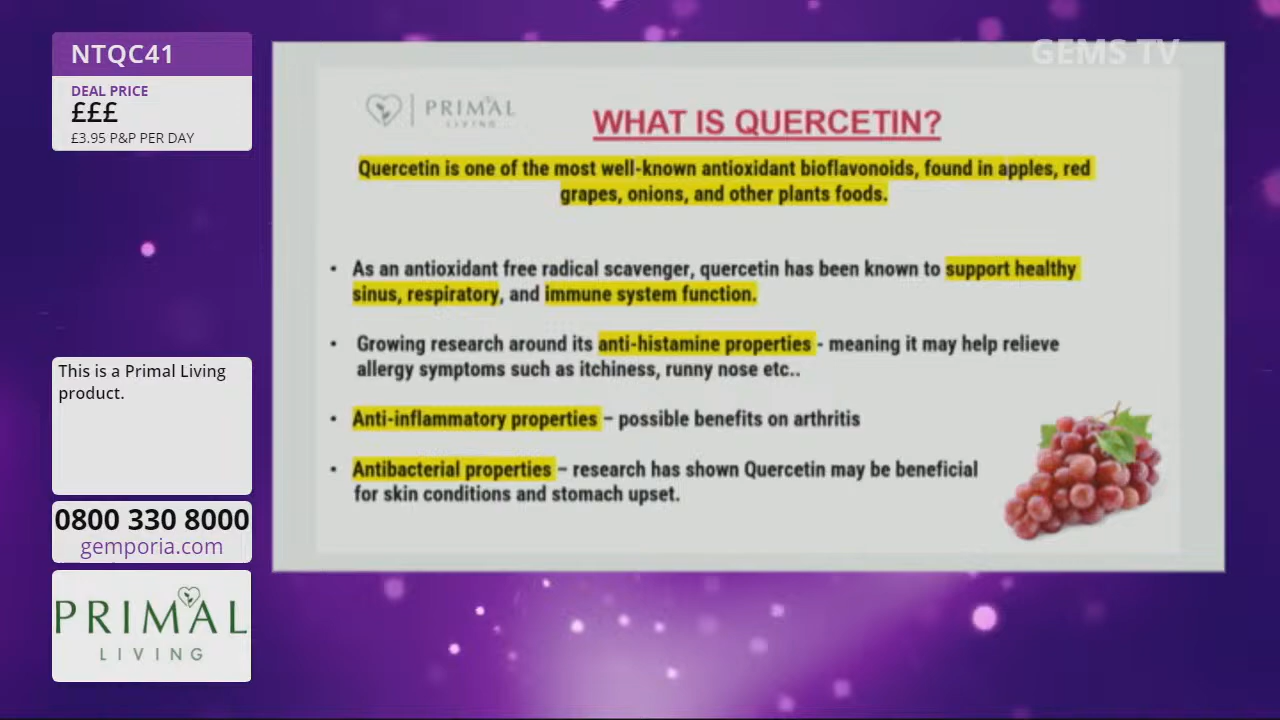 NTQC41
DEAL PRICE
£££
£3.95 P&P PER DAY
This is a Primal Living
product.
0800 330 8000
gemporia.com
PRIMAL
LIVING
GEMS TV
PRIMAL
LIVING
WHAT IS QUERCETIN?
Quercetin is one of the most well-known antioxidant bioflavonoids, found in apples, red
grapes, onions, and other plants foods.
• As an antioxidant free radical scavenger, quercetin has been known to support healthy
sinus, respiratory, and immune system function.
• Growing research around its anti-histamine properties - meaning it may help relieve
allergy symptoms such as itchiness, runny nose etc..
• Anti-inflammatory properties – possible benefits on arthritis
• Antibacterial properties – research has shown Quercetin may be beneficial
for skin conditions and stomach upset.